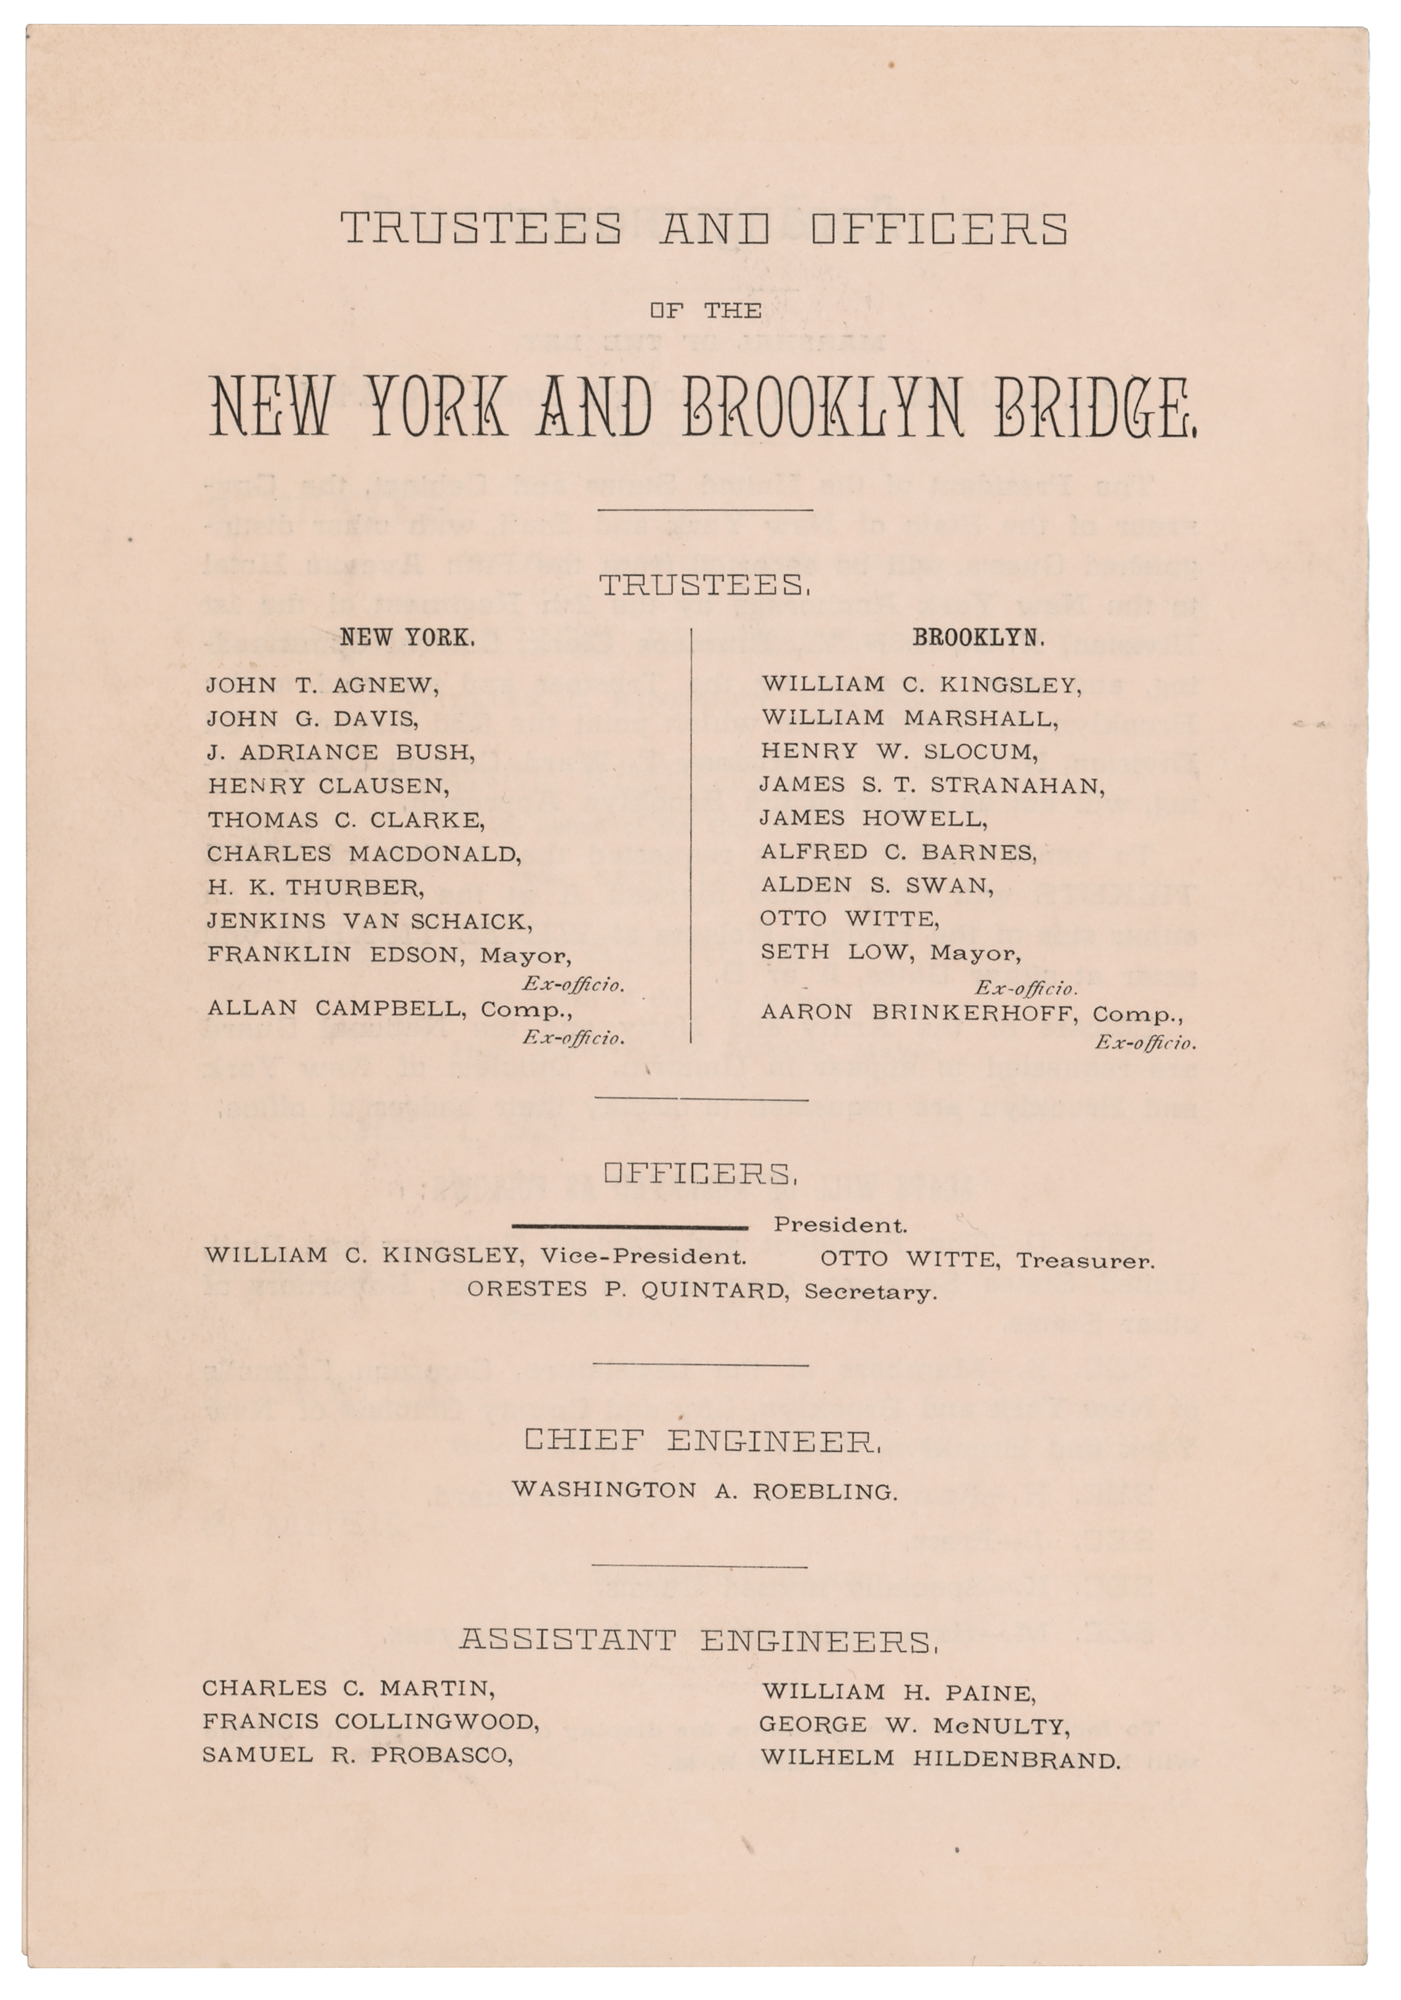 TRUSTEES AND OFFICERS
OF THE
NEW YORK AND BROOKLYN BRIDGE.
TRUSTEES.
NEW YORK.
JOHN T. AGNEW,
JOHN G. DAVIS,
J. ADRIANCE BUSH,
HENRY CLAUSEN,
THOMAS C. CLARKE,
CHARLES MACDONALD,
H. K. THURBER,
JENKINS VAN SCHAICK,
FRANKLIN EDSON, Mayor,
Ex-officio.
ALLAN CAMPBELL, Comp.,
Ex-officio.
BROOKLYN.
WILLIAM C. KINGSLEY,
WILLIAM MARSHALL,
HENRY W. SLOCUM,
JAMES S. T. STRANAHAN,
JAMES HOWELL,
ALFRED C. BARNES,
ALDEN S. SWAN,
OTTO WITTE,
SETH LOW, Mayor,
Ex-officio.
AARON BRINKERHOFF, Comp.,
Ex-officio.
OFFICERS.
President.
WILLIAM C. KINGSLEY, Vice-President. OTTO WITTE, Treasurer.
ORESTES P. QUINTARD, Secretary.
CHIEF ENGINEER.
WASHINGTON A. ROEBLING.
ASSISTANT ENGINEERS.
CHARLES C. MARTIN,
FRANCIS COLLINGWOOD,
SAMUEL R. PROBASCO,
WILLIAM H. PAINE,
GEORGE W. McNULTY,
WILHELM HILDENBRAND.